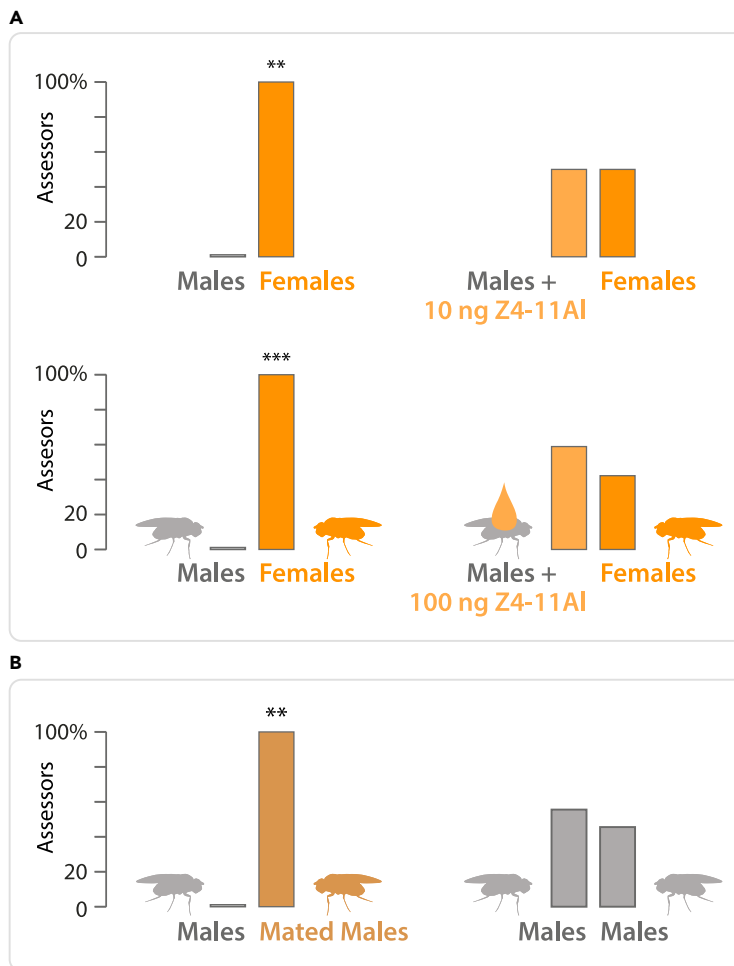 A
100%
**
Assessors
20
0
Males Females
Males + Females
10 ng Z4-11Al
100%
***
Assesors
20
0
Males Females
Males + Females
100 ng Z4-11Al
B
100%
**
Assessors
20
0
Males Mated Males
Males Males